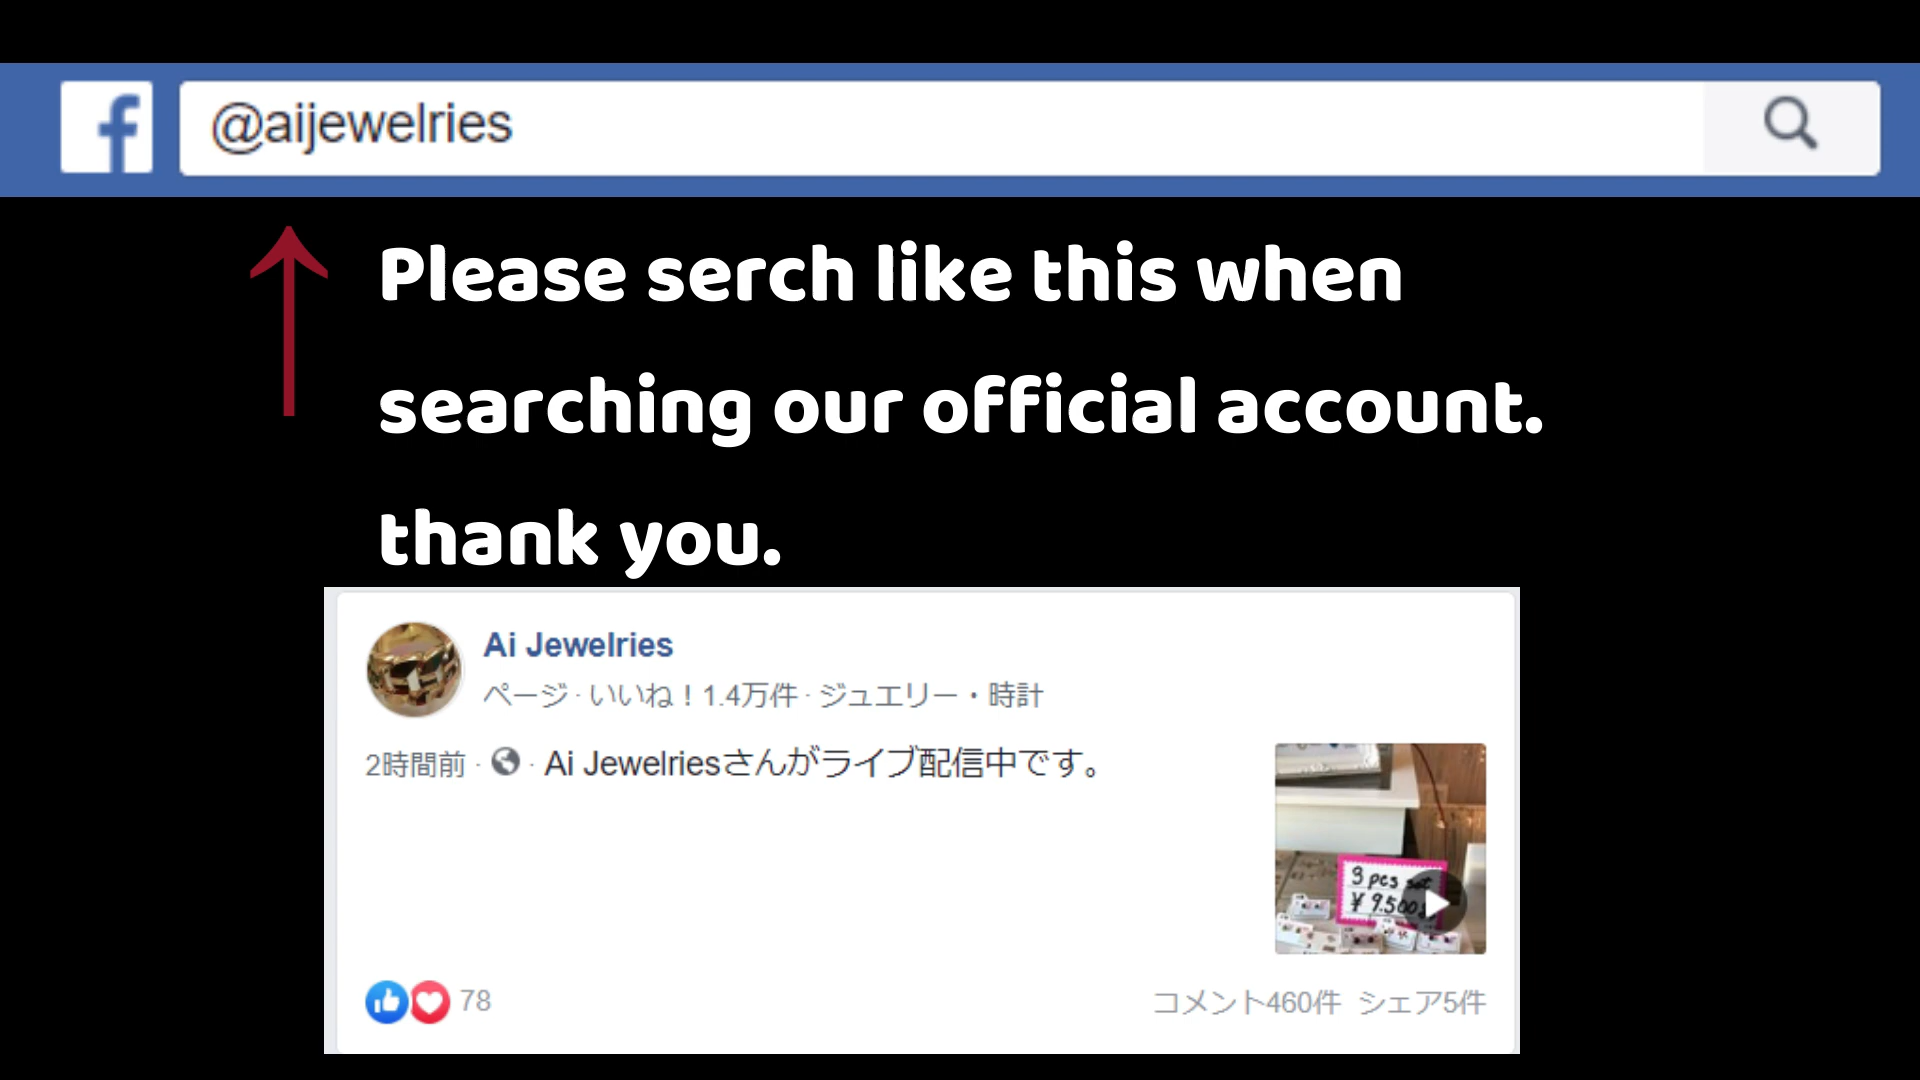 @aijewelries
Please serch like this when
searching our official account.
thank you.
Ai Jewelries
ページ · いいね！1.4万件 · ジュエリー・時計
2時間前 · · Ai Jewelriesさんがライブ配信中です。
3 pcs set
¥ 9.500
78
コメント460件 シェア5件